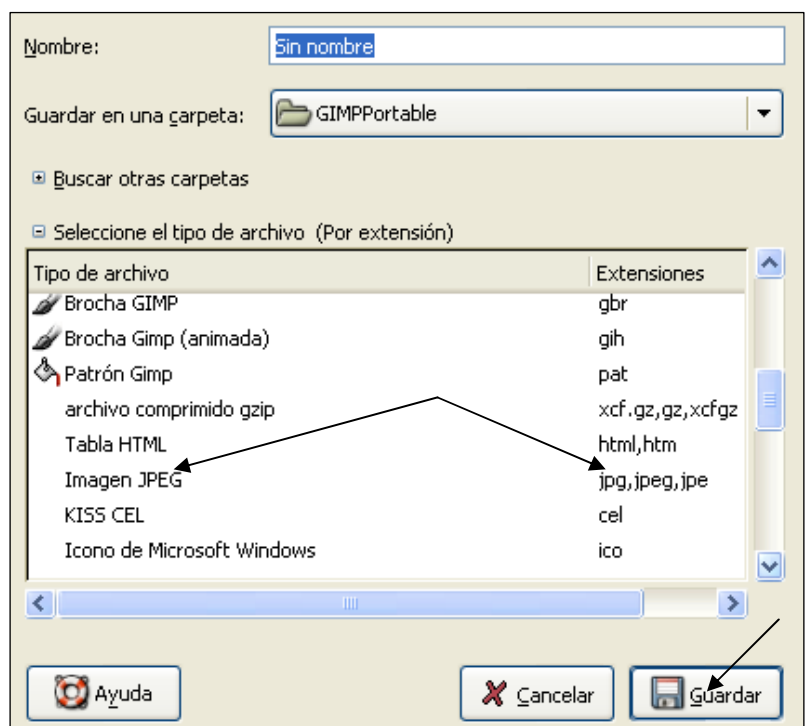 Nombre: Sin nombre
Guardar en una carpeta: GIMPPortable
Buscar otras carpetas
Seleccione el tipo de archivo (Por extensión)
Tipo de archivo Extensiones
Brocha GIMP gbr
Brocha Gimp (animada) gih
Patrón Gimp pat
archivo comprimido gzip xcf.gz,gz,xcfgz
Tabla HTML html,htm
Imagen JPEG jpg,jpeg,jpe
KISS CEL cel
Icono de Microsoft Windows ico
Ayuda Cancelar Guardar